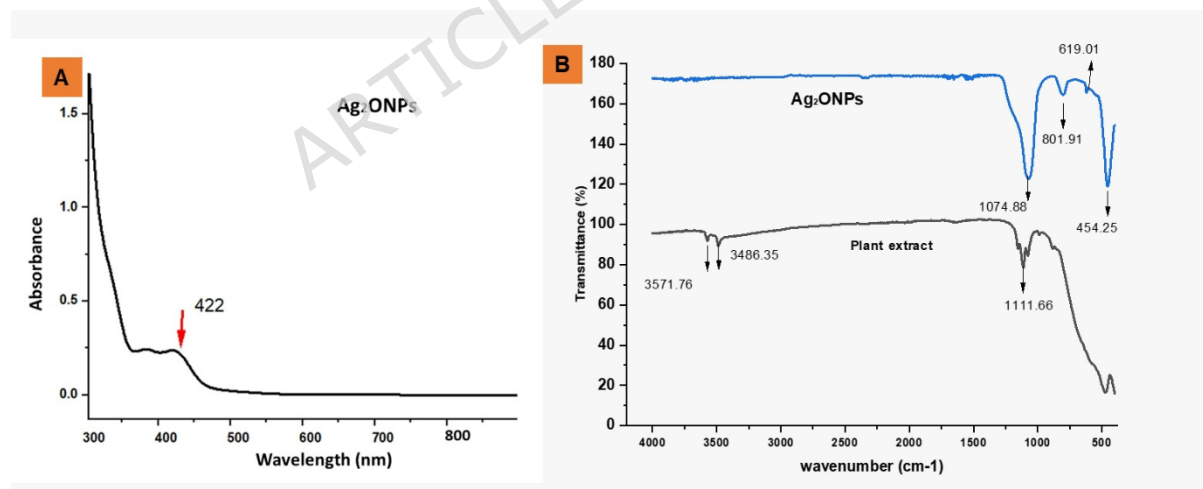 ARTICLE
A
Ag₂ONPs
422
1.5
1.0
0.5
0.0
Absorbance
300 400 500 600 700 800
Wavelength (nm)
B
619.01
180
160
140
120
100
80
60
40
20
0
Transmittance (%)
Ag₂ONPs
801.91
1074.88
454.25
Plant extract
3571.76
3486.35
1111.66
4000 3500 3000 2500 2000 1500 1000 500
wavenumber (cm-1)